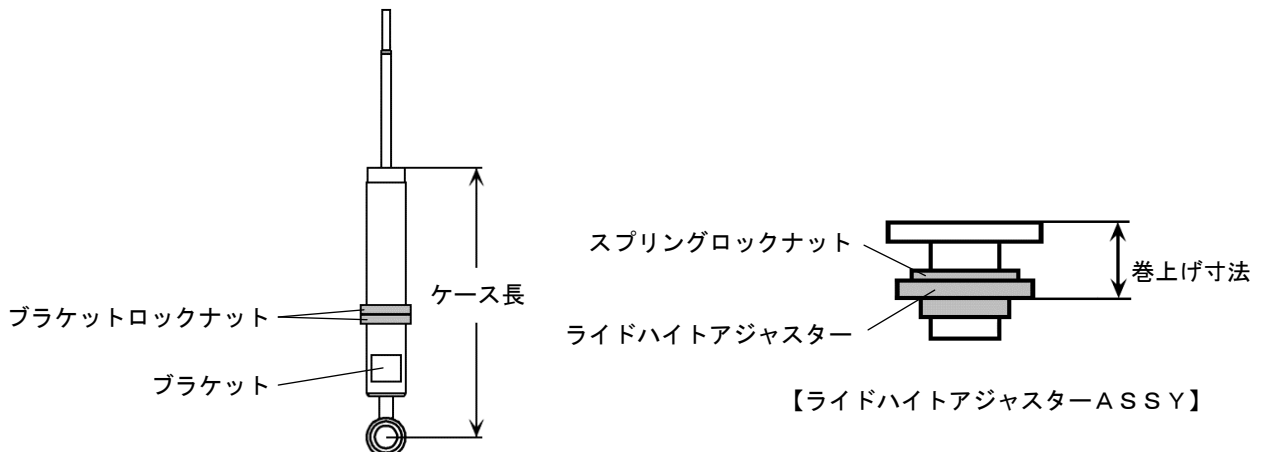 ケース長
ブラケットロックナット
ブラケット
スプリングロックナット
巻上げ寸法
ライドハイトアジャスター
【ライドハイトアジャスターＡＳＳＹ】